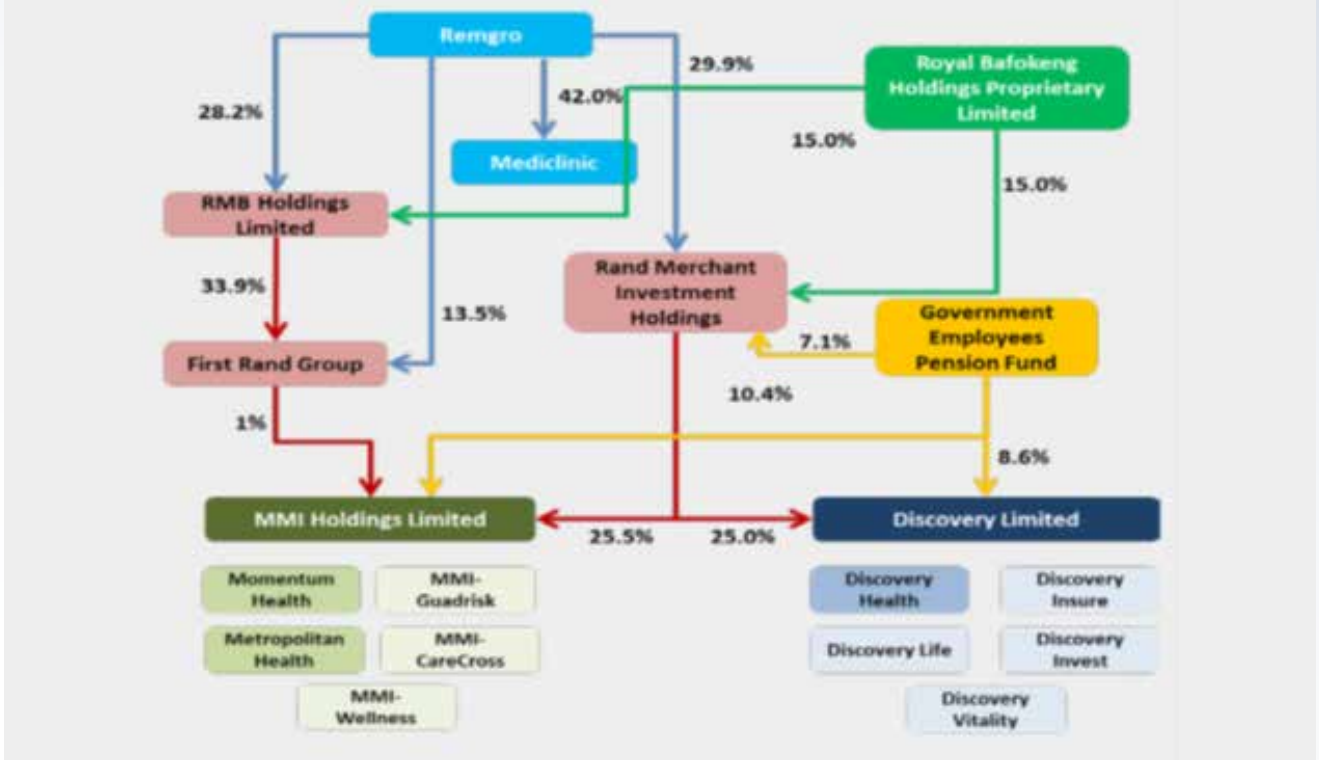 Remgro
29.9%
Royal Bafokeng
Holdings Proprietary
Limited
28.2%
42.0%
15.0%
Mediclinic
15.0%
RMB Holdings
Limited
33.9%
Rand Merchant
Investment
Holdings
13.5%
Government
Employees
Pension Fund
7.1%
First Rand Group
10.4%
1%
8.6%
MMI Holdings Limited
25.5%
25.0%
Discovery Limited
Momentum
Health
MMI-
Guadrisk
Discovery
Health
Discovery
Insure
Metropolitan
Health
MMI-
CareCross
Discovery Life
Discovery
Invest
MMI-
Wellness
Discovery
Vitality